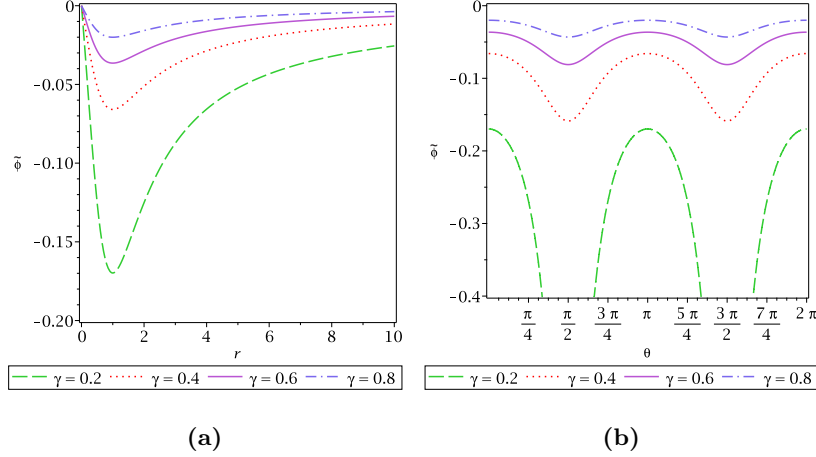 0
−0.05
−0.10
−0.15
−0.20
φ̃
0 2 4 6 8 10
r
γ = 0.2 γ = 0.4 γ = 0.6 γ = 0.8
(a)
0
−0.1
−0.2
−0.3
−0.4
φ̃
π/4 π/2 3π/4 π 5π/4 3π/2 7π/4 2π
θ
γ = 0.2 γ = 0.4 γ = 0.6 γ = 0.8
(b)